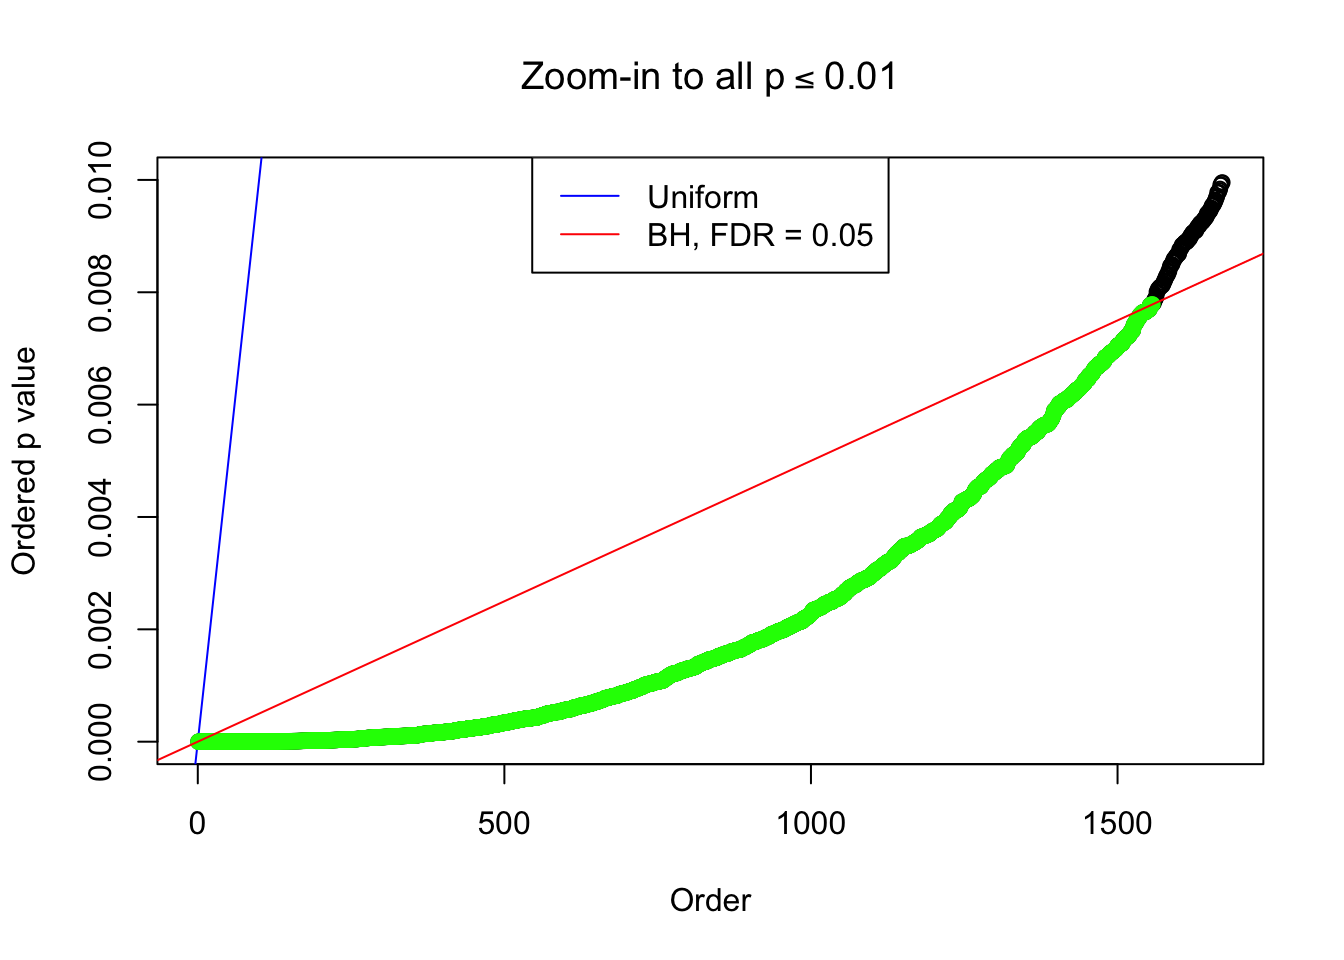 Zoom-in to all p ≤ 0.01
Uniform
BH, FDR = 0.05
Ordered p value
0.010
0.008
0.006
0.004
0.002
0.000
0
500
1000
1500
Order